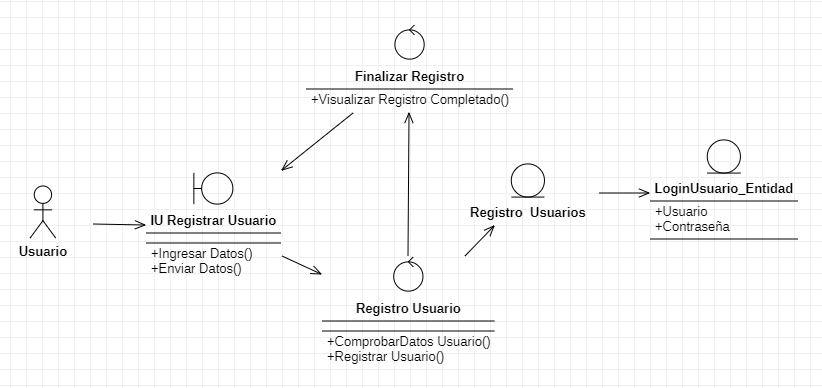 Finalizar Registro
+Visualizar Registro Completado()
Usuario
IU Registrar Usuario
+Ingresar Datos()
+Enviar Datos()
Registro Usuario
+ComprobarDatos Usuario()
+Registrar Usuario()
Registro Usuarios
LoginUsuario_Entidad
+Usuario
+Contraseña